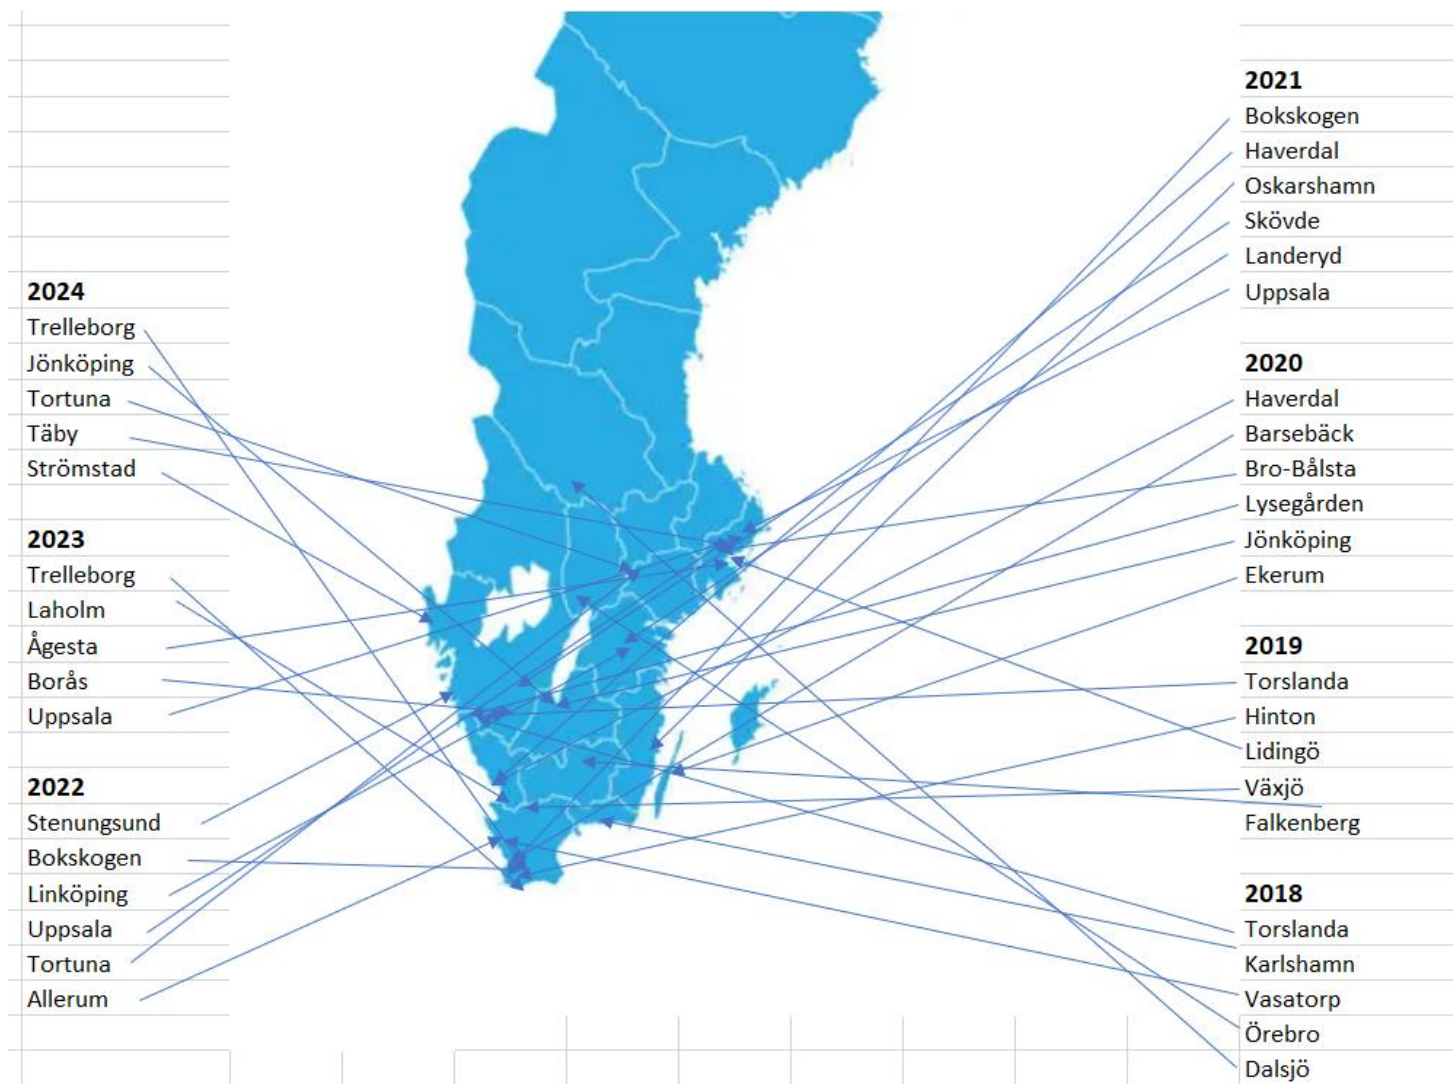 2024
Trelleborg
Jönköping
Tortuna
Täby
Strömstad
2023
Trelleborg
Laholm
Ågesta
Borås
Uppsala
2022
Stenungsund
Bokskogen
Linköping
Uppsala
Tortuna
Allerum
2021
Bokskogen
Haverdal
Oskarshamn
Skövde
Landeryd
Uppsala
2020
Haverdal
Barsebäck
Bro-Bålsta
Lysegården
Jönköping
Ekerum
2019
Torslanda
Hinton
Lidingö
Växjö
Falkenberg
2018
Torslanda
Karlshamn
Vasatorp
Örebro
Dalsjö